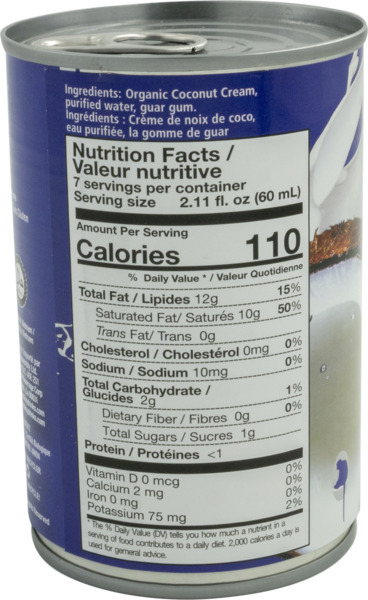 Ingredients: Organic Coconut Cream,
purified water, guar gum.
Ingrédients : Crème de noix de coco,
eau purifiée, la gomme de guar
Nutrition Facts /
Valeur nutritive
7 servings per container
Serving size 2.11 fl. oz (60 mL)
Amount Per Serving
Calories 110
% Daily Value * / Valeur Quotidienne
Total Fat / Lipides 12g 15%
Saturated Fat/ Saturés 10g 50%
Trans Fat/ Trans 0g
Cholesterol / Cholestérol 0mg 0%
Sodium / Sodium 10mg 0%
Total Carbohydrate /
Glucides 2g 1%
Dietary Fiber / Fibres 0g 0%
Total Sugars / Sucres 1g
Protein / Protéines <1
Vitamin D 0 mcg 0%
Calcium 2 mg 0%
Iron 0 mg 0%
Potassium 75 mg 2%
*The % Daily Value (DV) tells you how much a nutrient in a
serving of food contributes to a daily diet. 2,000 calories a day is
used for gemeral advice.